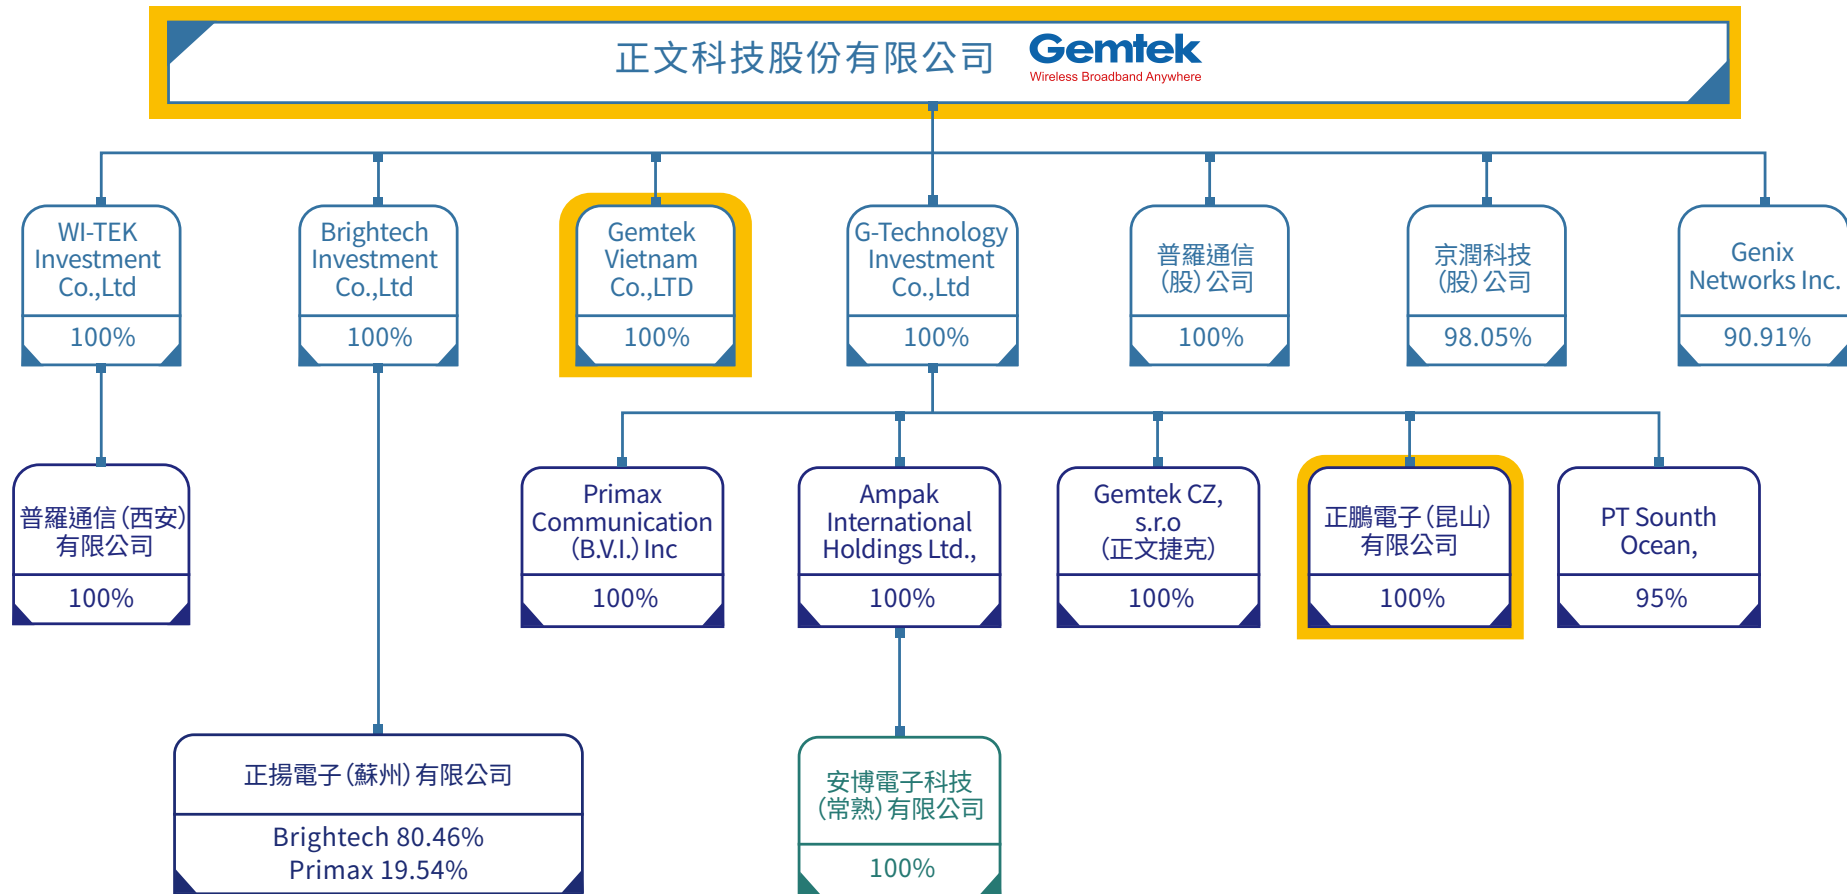 正文科技股份有限公司
Gemtek
Wireless Broadband Anywhere
WI-TEK
Investment
Co.,Ltd
100%
Brightech
Investment
Co.,Ltd
100%
Gemtek
Vietnam
Co.,LTD
100%
G-Technology
Investment
Co.,Ltd
100%
普羅通信
(股)公司
100%
京潤科技
(股)公司
98.05%
Genix
Networks Inc.
90.91%
普羅通信(西安)
有限公司
100%
Primax
Communication
(B.V.I.) Inc
100%
Ampak
International
Holdings Ltd.,
100%
Gemtek CZ,
s.r.o
(正文捷克)
100%
正鵬電子(昆山)
有限公司
100%
PT Sounth
Ocean,
95%
正揚電子(蘇州)有限公司
Brightech 80.46%
Primax 19.54%
安博電子科技
(常熟)有限公司
100%